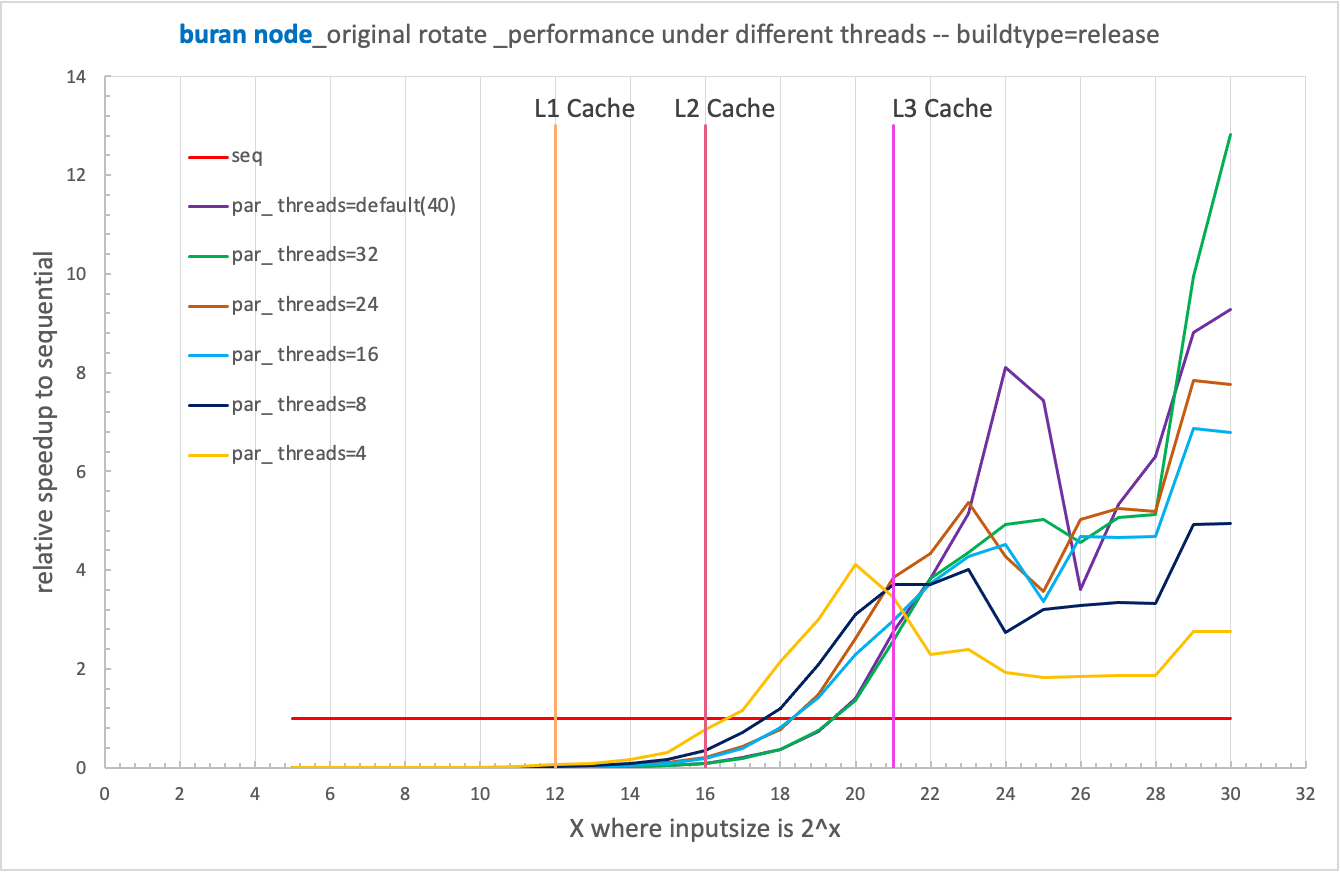 buran node_original rotate _performance under different threads -- buildtype=release
14
12
10
8
6
4
2
0
relative speedup to sequential
L1 Cache
L2 Cache
L3 Cache
seq
par_ threads=default(40)
par_ threads=32
par_ threads=24
par_ threads=16
par_ threads=8
par_ threads=4
0 2 4 6 8 10 12 14 16 18 20 22 24 26 28 30 32
X where inputsize is 2^x